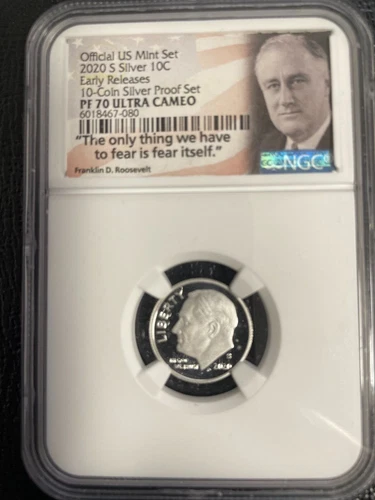 Official US Mint Set
2020 S Silver 10C
Early Releases
10-Coin Silver Proof Set
PF 70 ULTRA CAMEO
6018467-080
"The only thing we have
to fear is fear itself."
Franklin D. Roosevelt
NGC
LIBERTY
S
2020